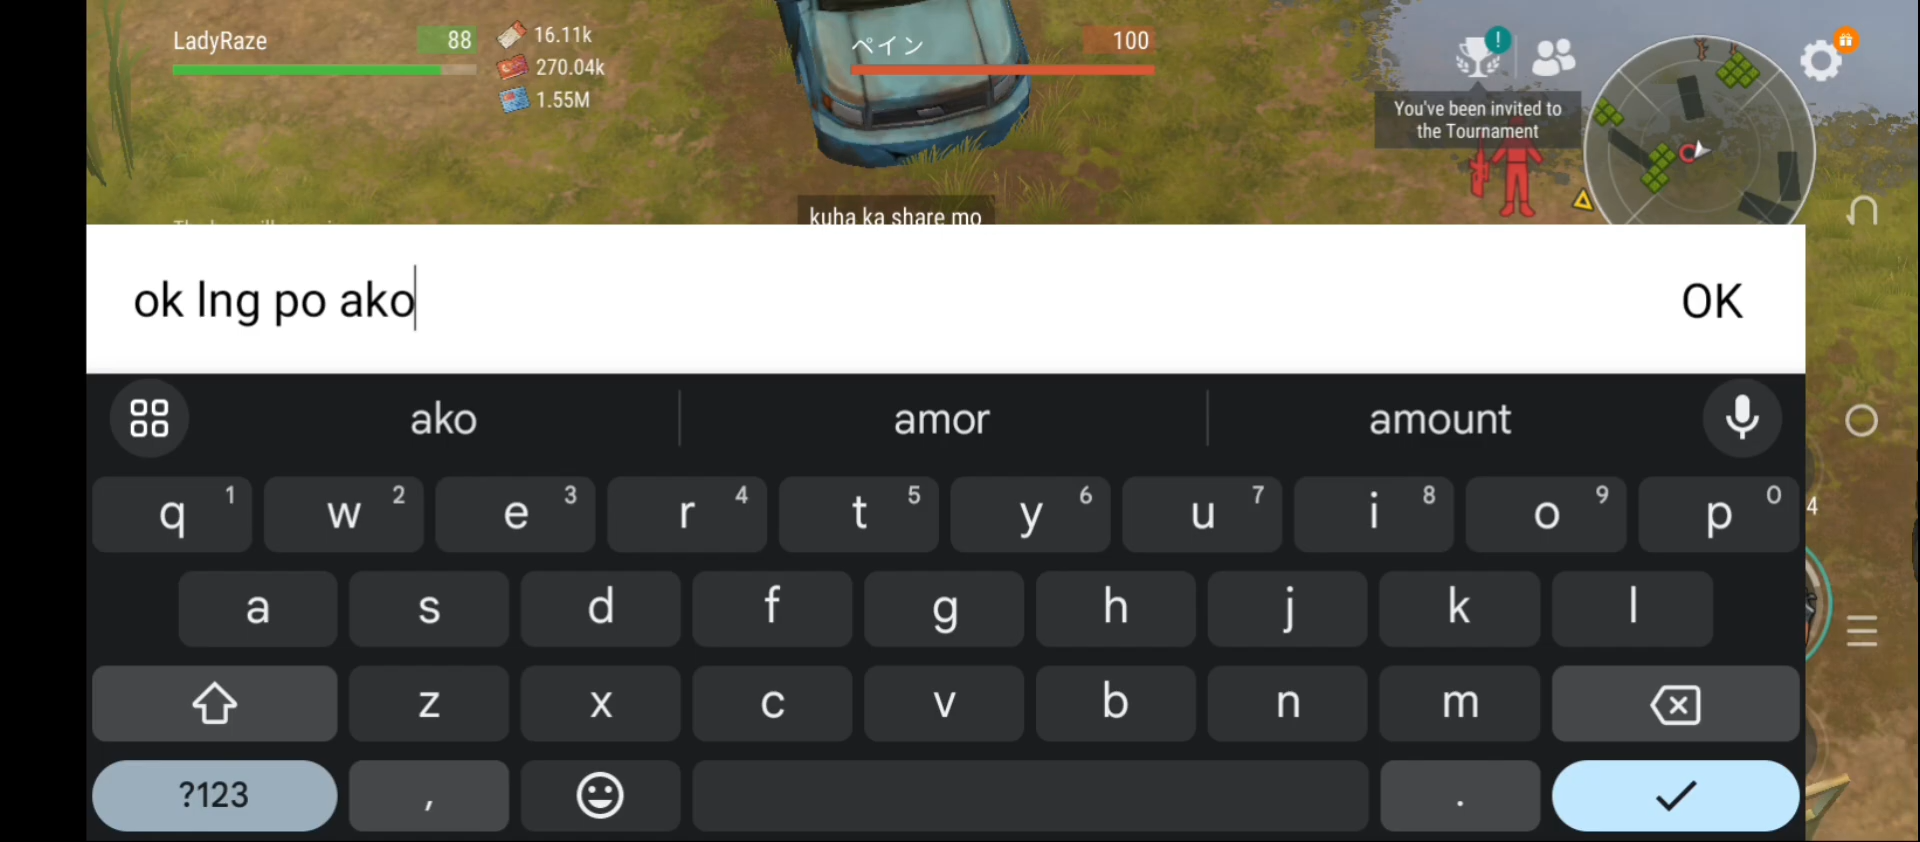 LadyRaze 88
16.11k
270.04k
1.55M
ペイン 100
!
You've been invited to
the Tournament
kuha ka share mo
ok lng po ako OK
ako amor amount
q 1 w 2 e 3 r 4 t 5 y 6 u 7 i 8 o 9 p 0
4
a s d f g h j k l
z x c v b n m
?123 , .